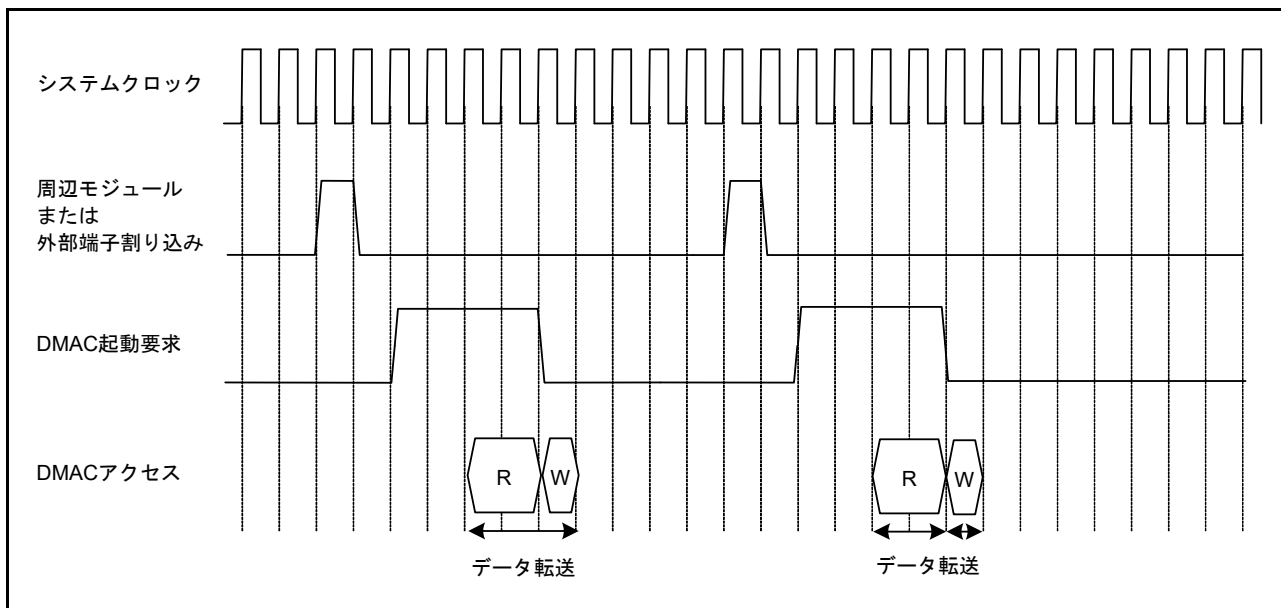 システムクロック
周辺モジュール
または
外部端子割り込み
DMAC起動要求
DMACアクセス
R
W
R
W
データ転送
データ転送